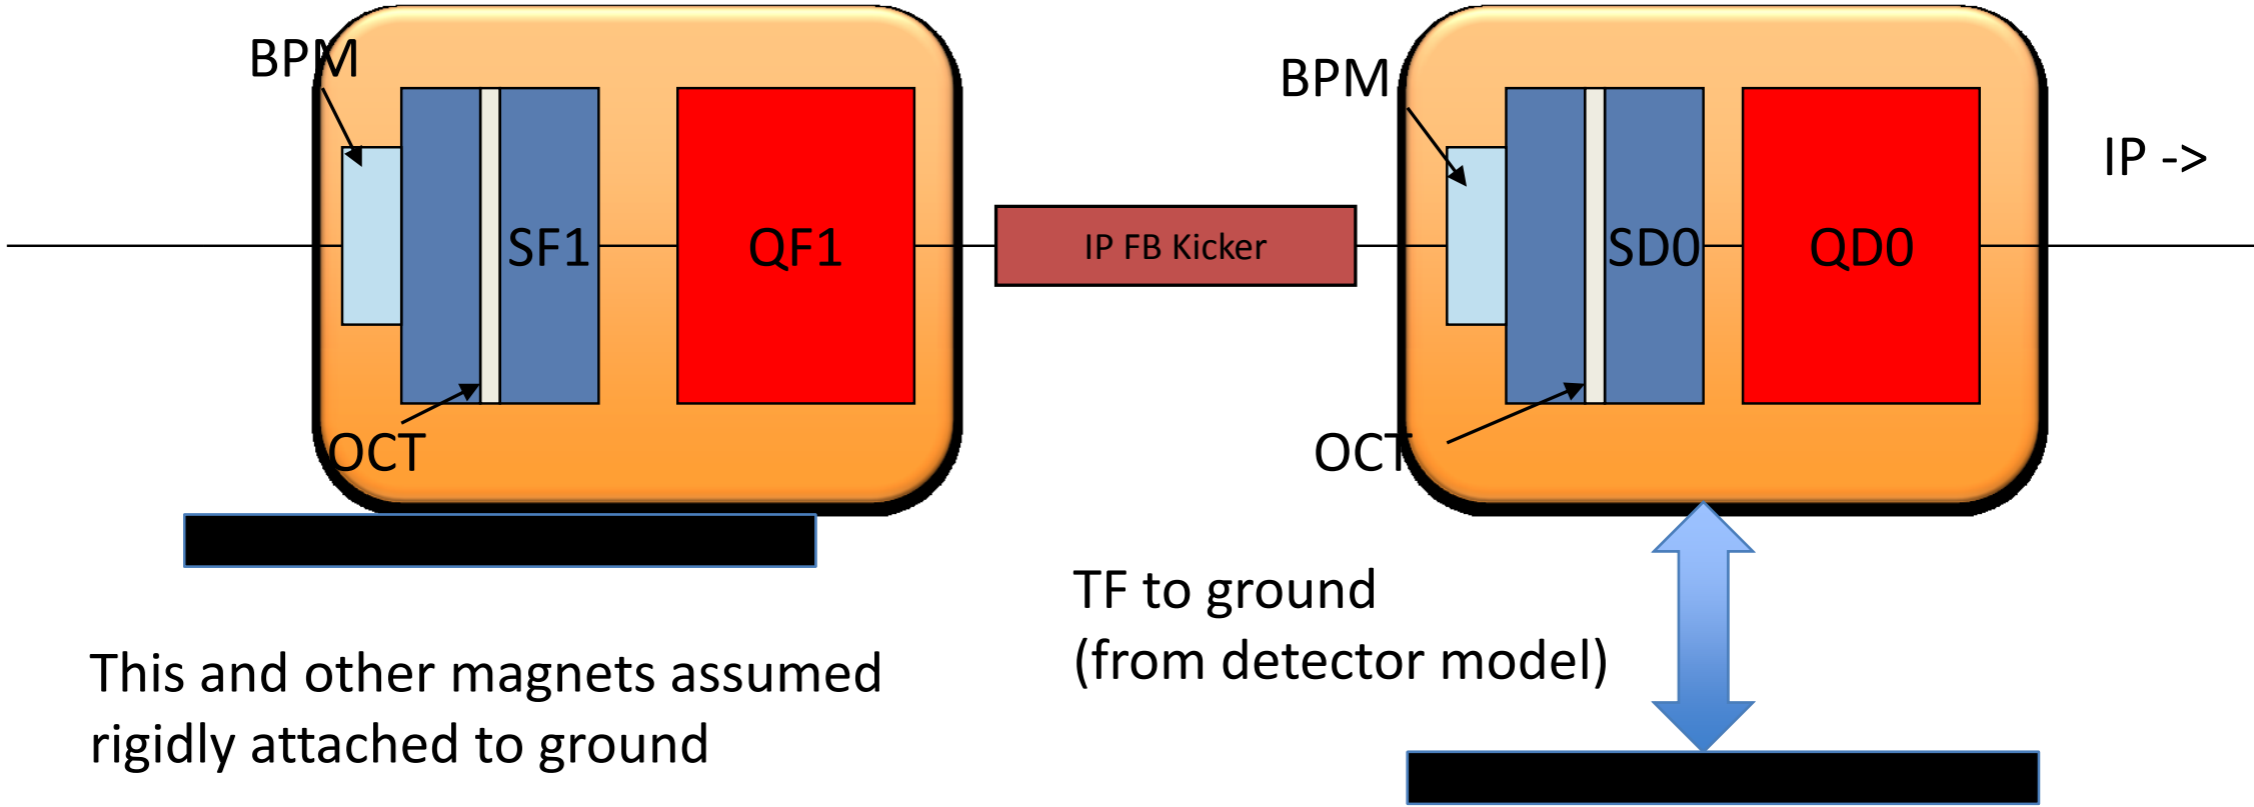 BPM
BPM
IP ->
SF1
QF1
IP FB Kicker
SD0
QD0
OCT
OCT
TF to ground
(from detector model)
This and other magnets assumed
rigidly attached to ground